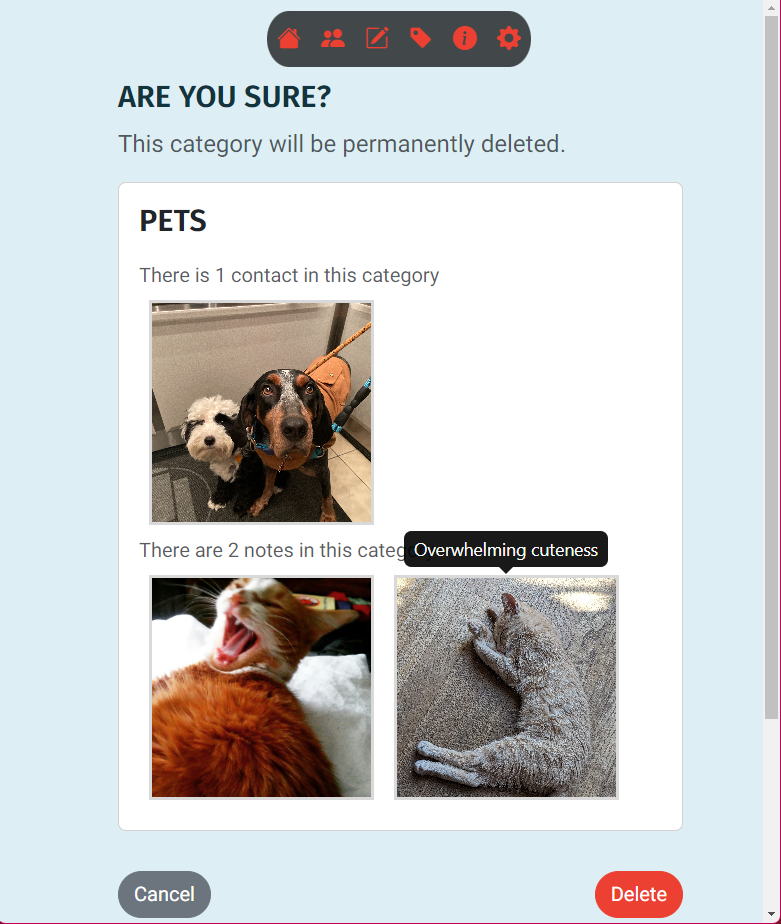 ARE YOU SURE?
This category will be permanently deleted.
PETS
There is 1 contact in this category
There are 2 notes in this categ
Overwhelming cuteness
Cancel
Delete